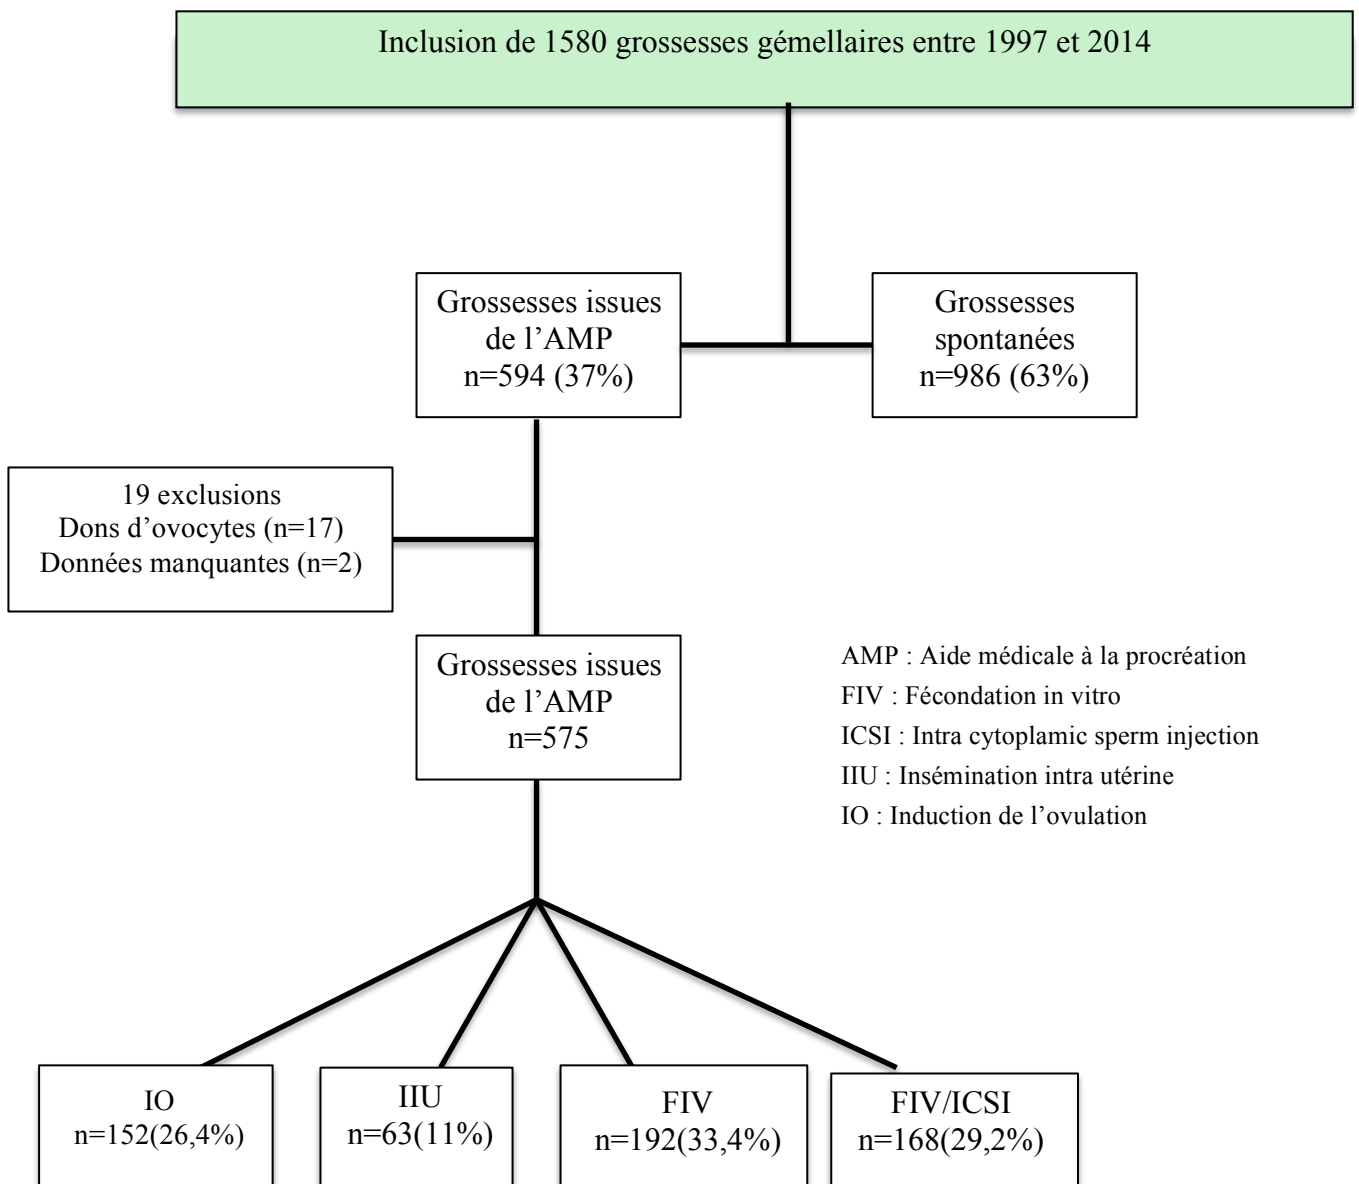 Inclusion de 1580 grossesses gémellaires entre 1997 et 2014
Grossesses issues
de l’AMP
n=594 (37%)
Grossesses
spontanées
n=986 (63%)
19 exclusions
Dons d’ovocytes (n=17)
Données manquantes (n=2)
Grossesses issues
de l’AMP
n=575
AMP : Aide médicale à la procréation
FIV : Fécondation in vitro
ICSI : Intra cytoplamic sperm injection
IIU : Insémination intra utérine
IO : Induction de l’ovulation
IO
n=152(26,4%)
IIU
n=63(11%)
FIV
n=192(33,4%)
FIV/ICSI
n=168(29,2%)